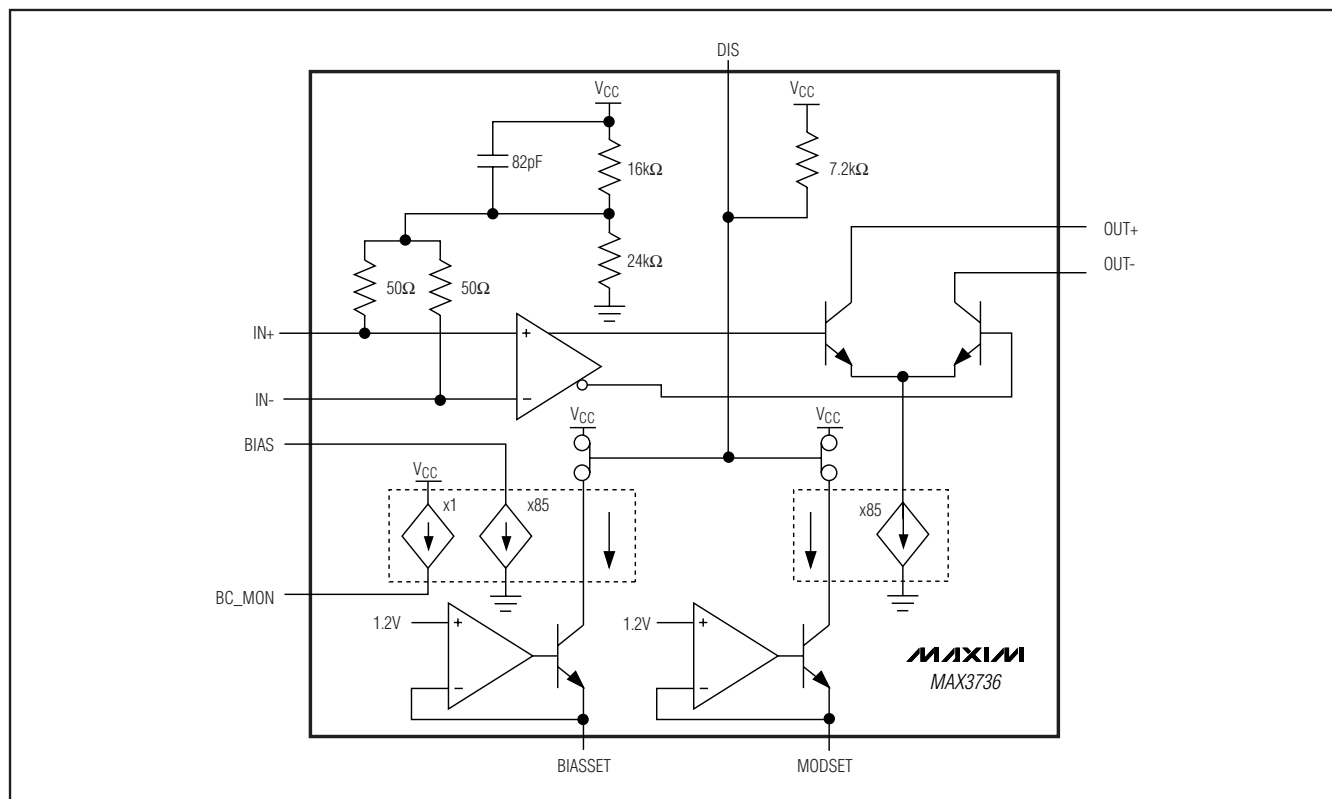 DIS
VCC
VCC
82pF
16kΩ
7.2kΩ
24kΩ
OUT+
OUT-
50Ω
50Ω
IN+
+
IN-
−
BIAS
VCC
VCC
VCC
x1
x85
x85
BC_MON
1.2V
+
1.2V
+
−
−
MAXIM
MAX3736
BIASSET
MODSET